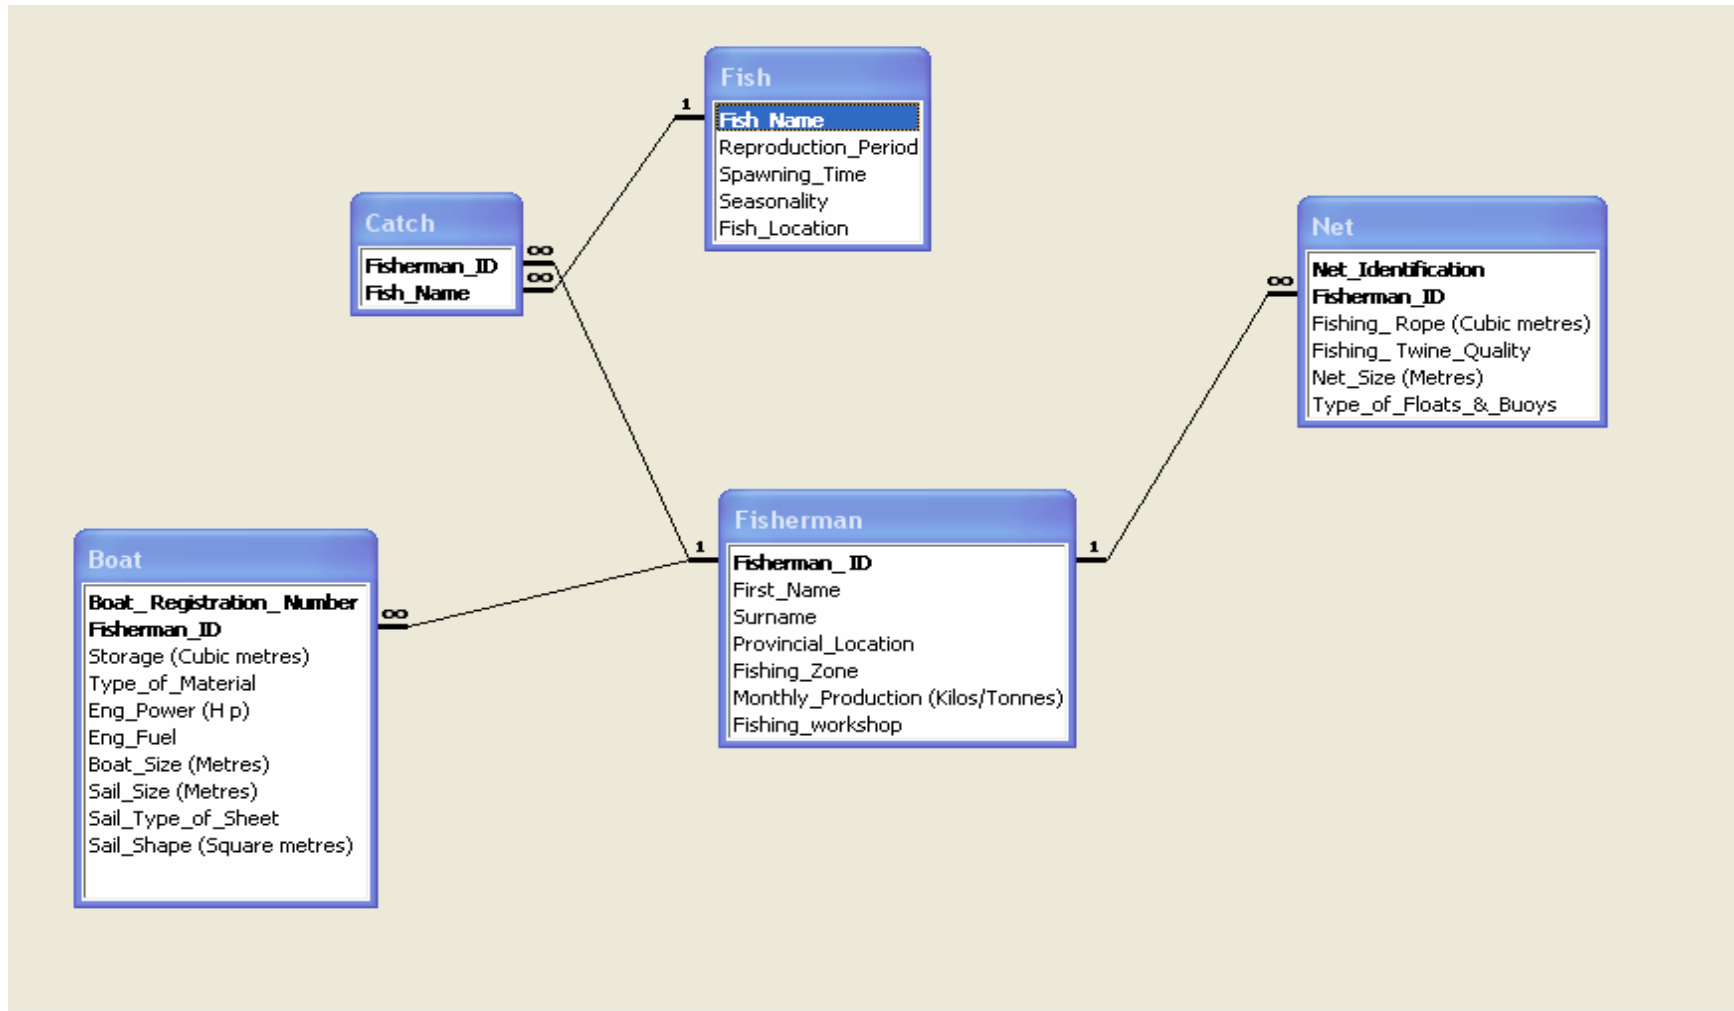 Fish
1
Fish_Name
Reproduction_Period
Spawning_Time
Seasonality
Fish_Location
Catch
∞
Fisherman_ID
∞
Fish_Name
Net
Net_Identification
∞
Fisherman_ID
Fishing_ Rope (Cubic metres)
Fishing_ Twine_Quality
Net_Size (Metres)
Type_of_Floats_&_Buoys
Boat
Boat_ Registration_ Number
∞
Fisherman_ID
Storage (Cubic metres)
Type_of_Material
Eng_Power (H p)
Eng_Fuel
Boat_Size (Metres)
Sail_Size (Metres)
Sail_Type_of_Sheet
Sail_Shape (Square metres)
Fisherman
1
1
Fisherman_ ID
First_Name
Surname
Provincial_Location
Fishing_Zone
Monthly_Production (Kilos/Tonnes)
Fishing_workshop